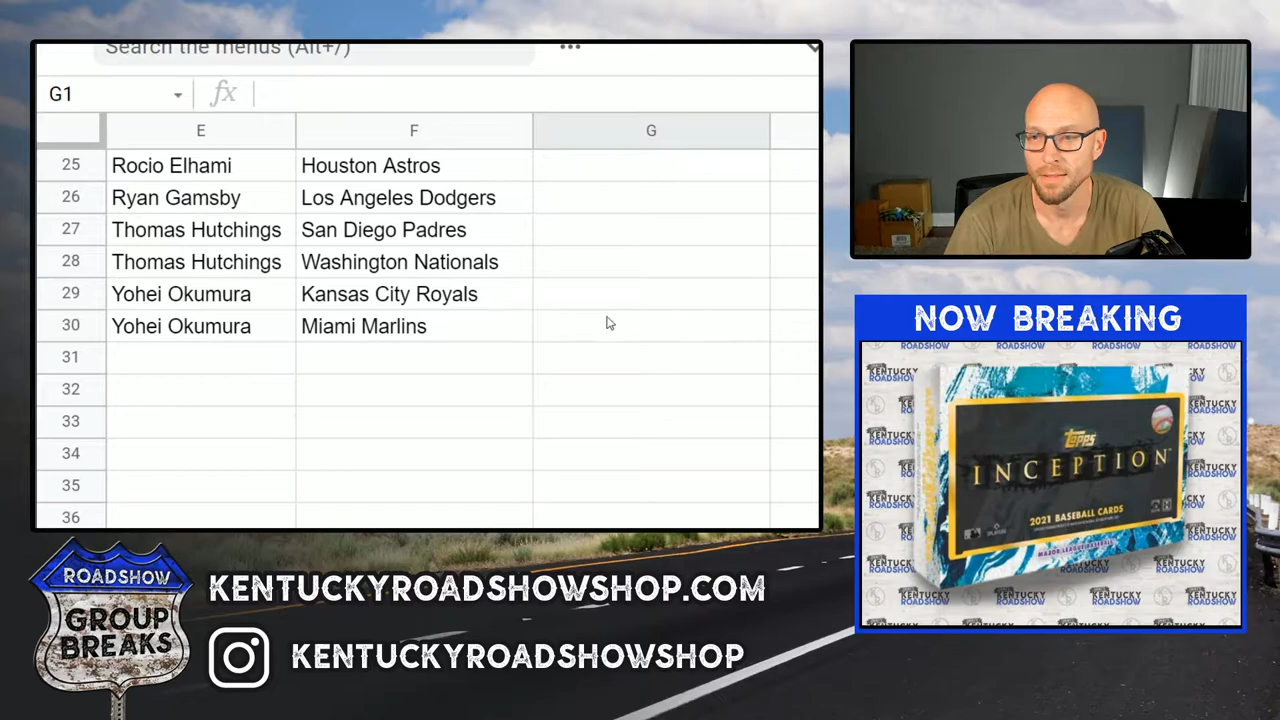 Search the menus (Alt+/)
G1
fx
E F G
25 Rocio Elhami Houston Astros
26 Ryan Gamsby Los Angeles Dodgers
27 Thomas Hutchings San Diego Padres
28 Thomas Hutchings Washington Nationals
29 Yohei Okumura Kansas City Royals
30 Yohei Okumura Miami Marlins
31
32
33
34
35
36
NOW BREAKING
KENTUCKY ROADSHOW
TOPPS
INCEPTION
2021 BASEBALL CARDS
MAJOR LEAGUE BASEBALL
ROADSHOW
GROUP
BREAKS
KENTUCKYROADSHOWSHOP.COM
KENTUCKYROADSHOWSHOP